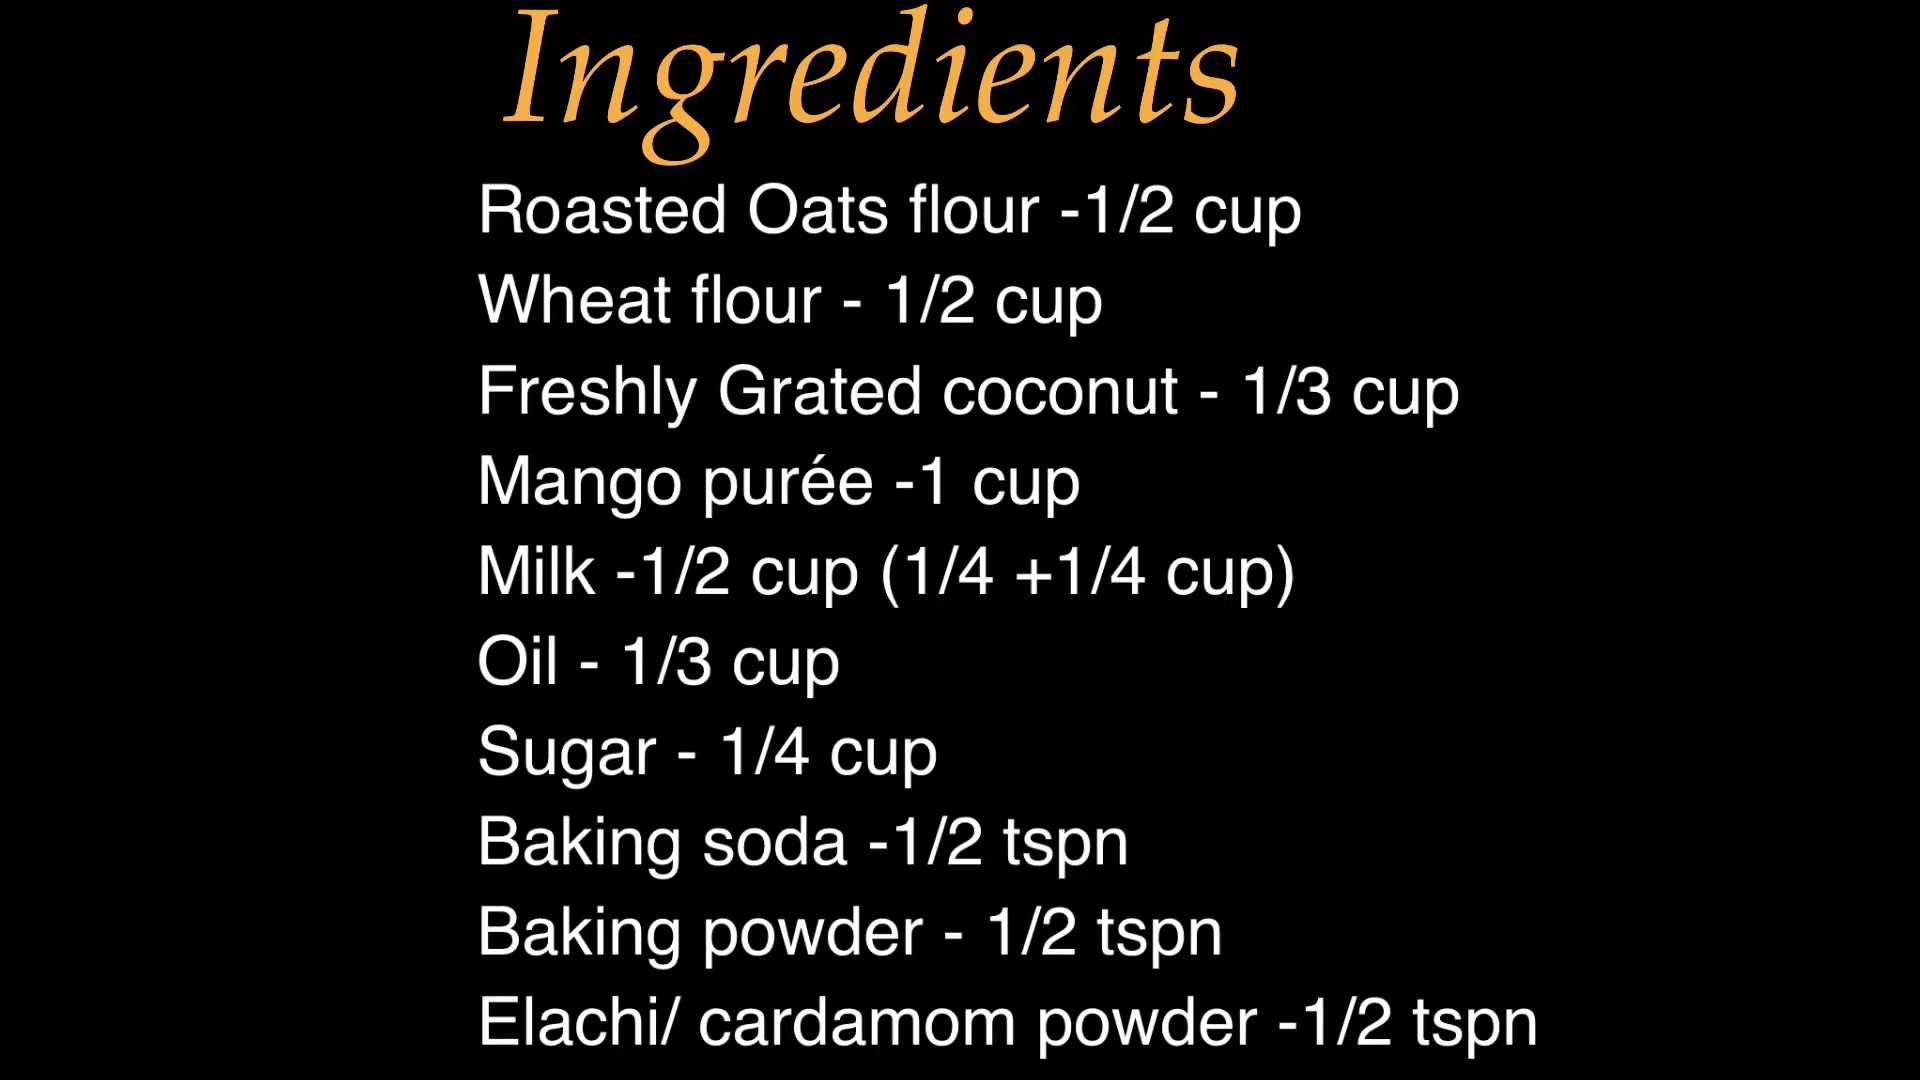 Ingredients
Roasted Oats flour -1/2 cup
Wheat flour - 1/2 cup
Freshly Grated coconut - 1/3 cup
Mango purée -1 cup
Milk -1/2 cup (1/4 +1/4 cup)
Oil - 1/3 cup
Sugar - 1/4 cup
Baking soda -1/2 tspn
Baking powder - 1/2 tspn
Elachi/ cardamom powder -1/2 tspn